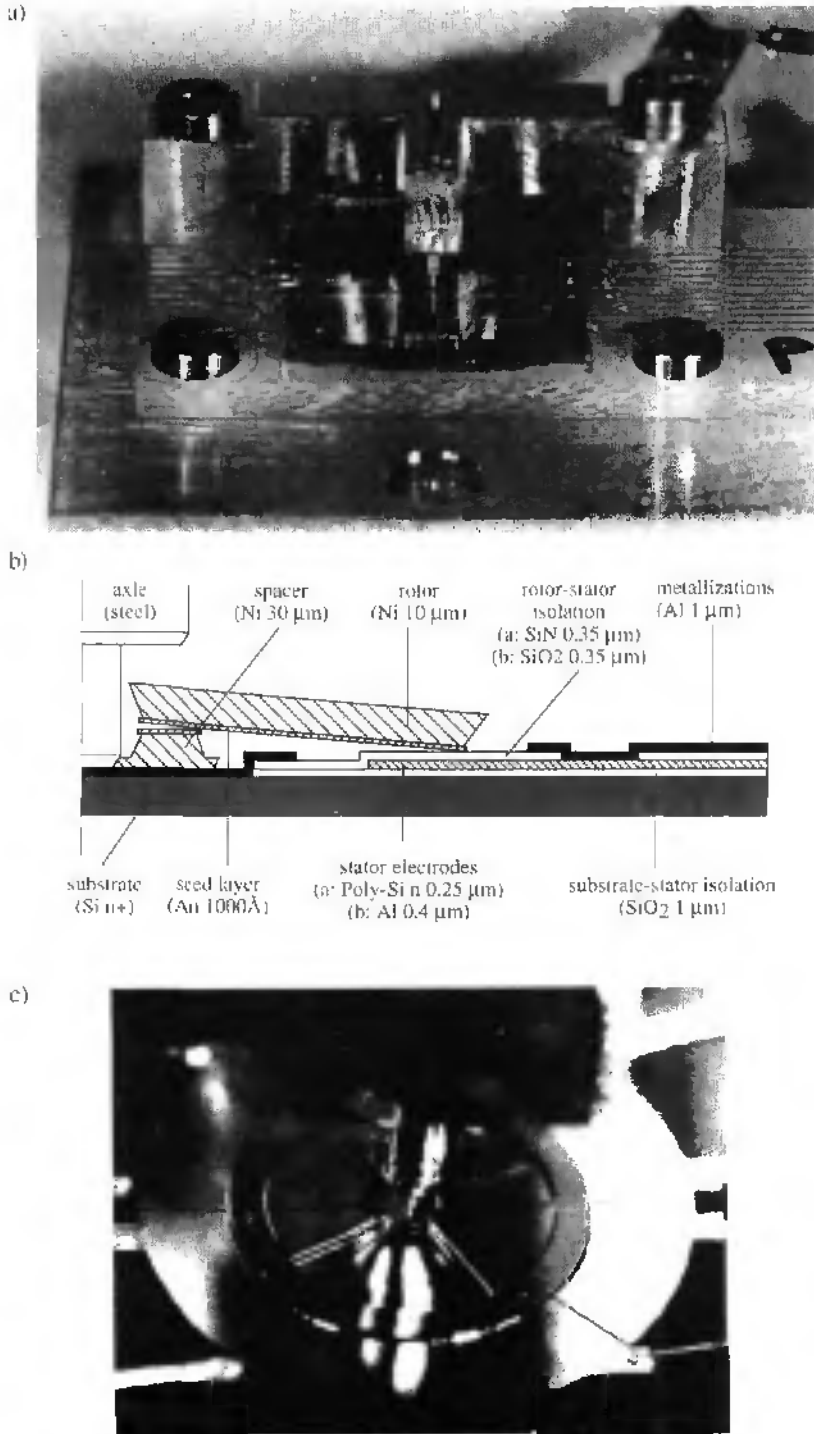 a)
b)
axle
(steel)
spacer
(Ni 30 μm)
rotor
(Ni 10 μm)
rotor-stator
isolation
(a: SiN 0.35 μm)
(b: SiO2 0.35 μm)
metallizations
(Al 1 μm)
substrate
(Si n+)
seed layer
(Au 1000Å)
stator electrodes
(a: Poly-Si n 0.25 μm)
(b: Al 0.4 μm)
substrate-stator isolation
(SiO2 1 μm)
c)